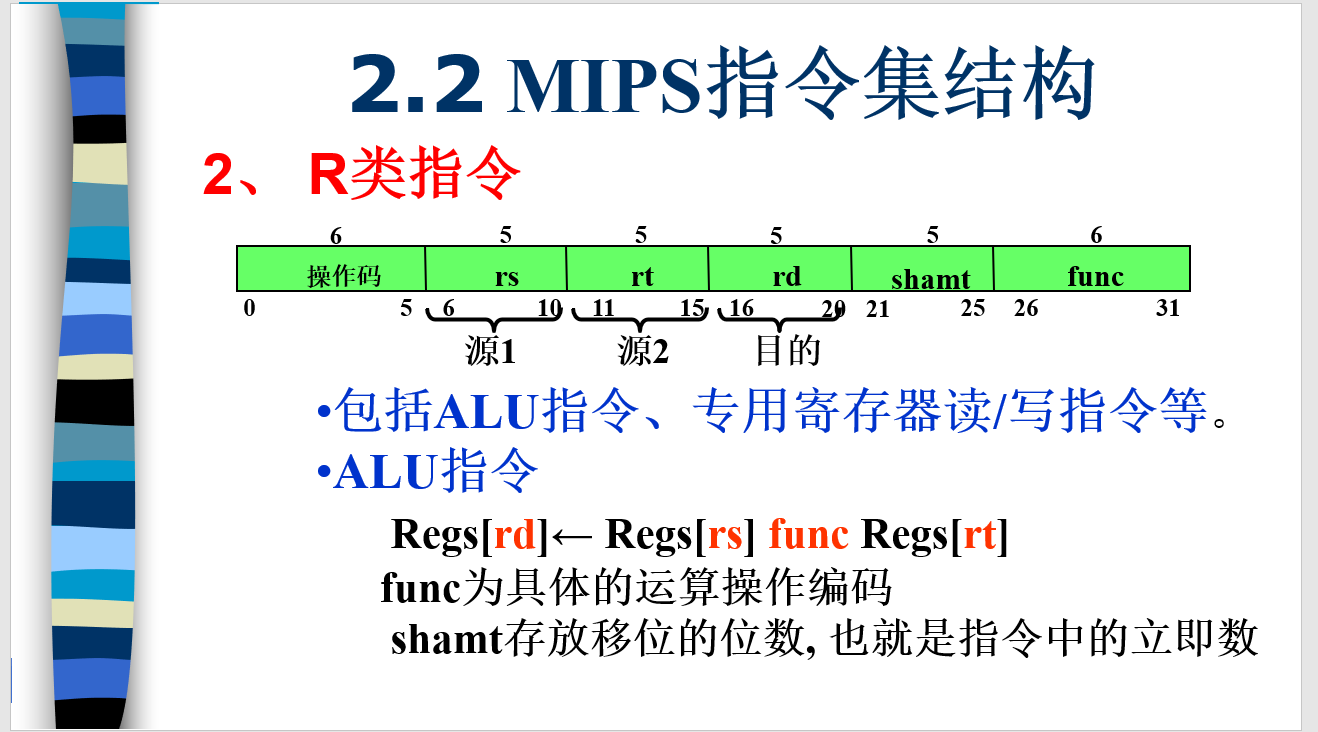 2.2 MIPS指令集结构
2、 R类指令
6 5 5 5 5 6
操作码 rs rt rd shamt func
0 5 6 10 11 15 16 20 21 25 26 31
源1 源2 目的
•包括ALU指令、专用寄存器读/写指令等。
•ALU指令
Regs[rd]← Regs[rs] func Regs[rt]
func为具体的运算操作编码
shamt存放移位的位数, 也就是指令中的立即数